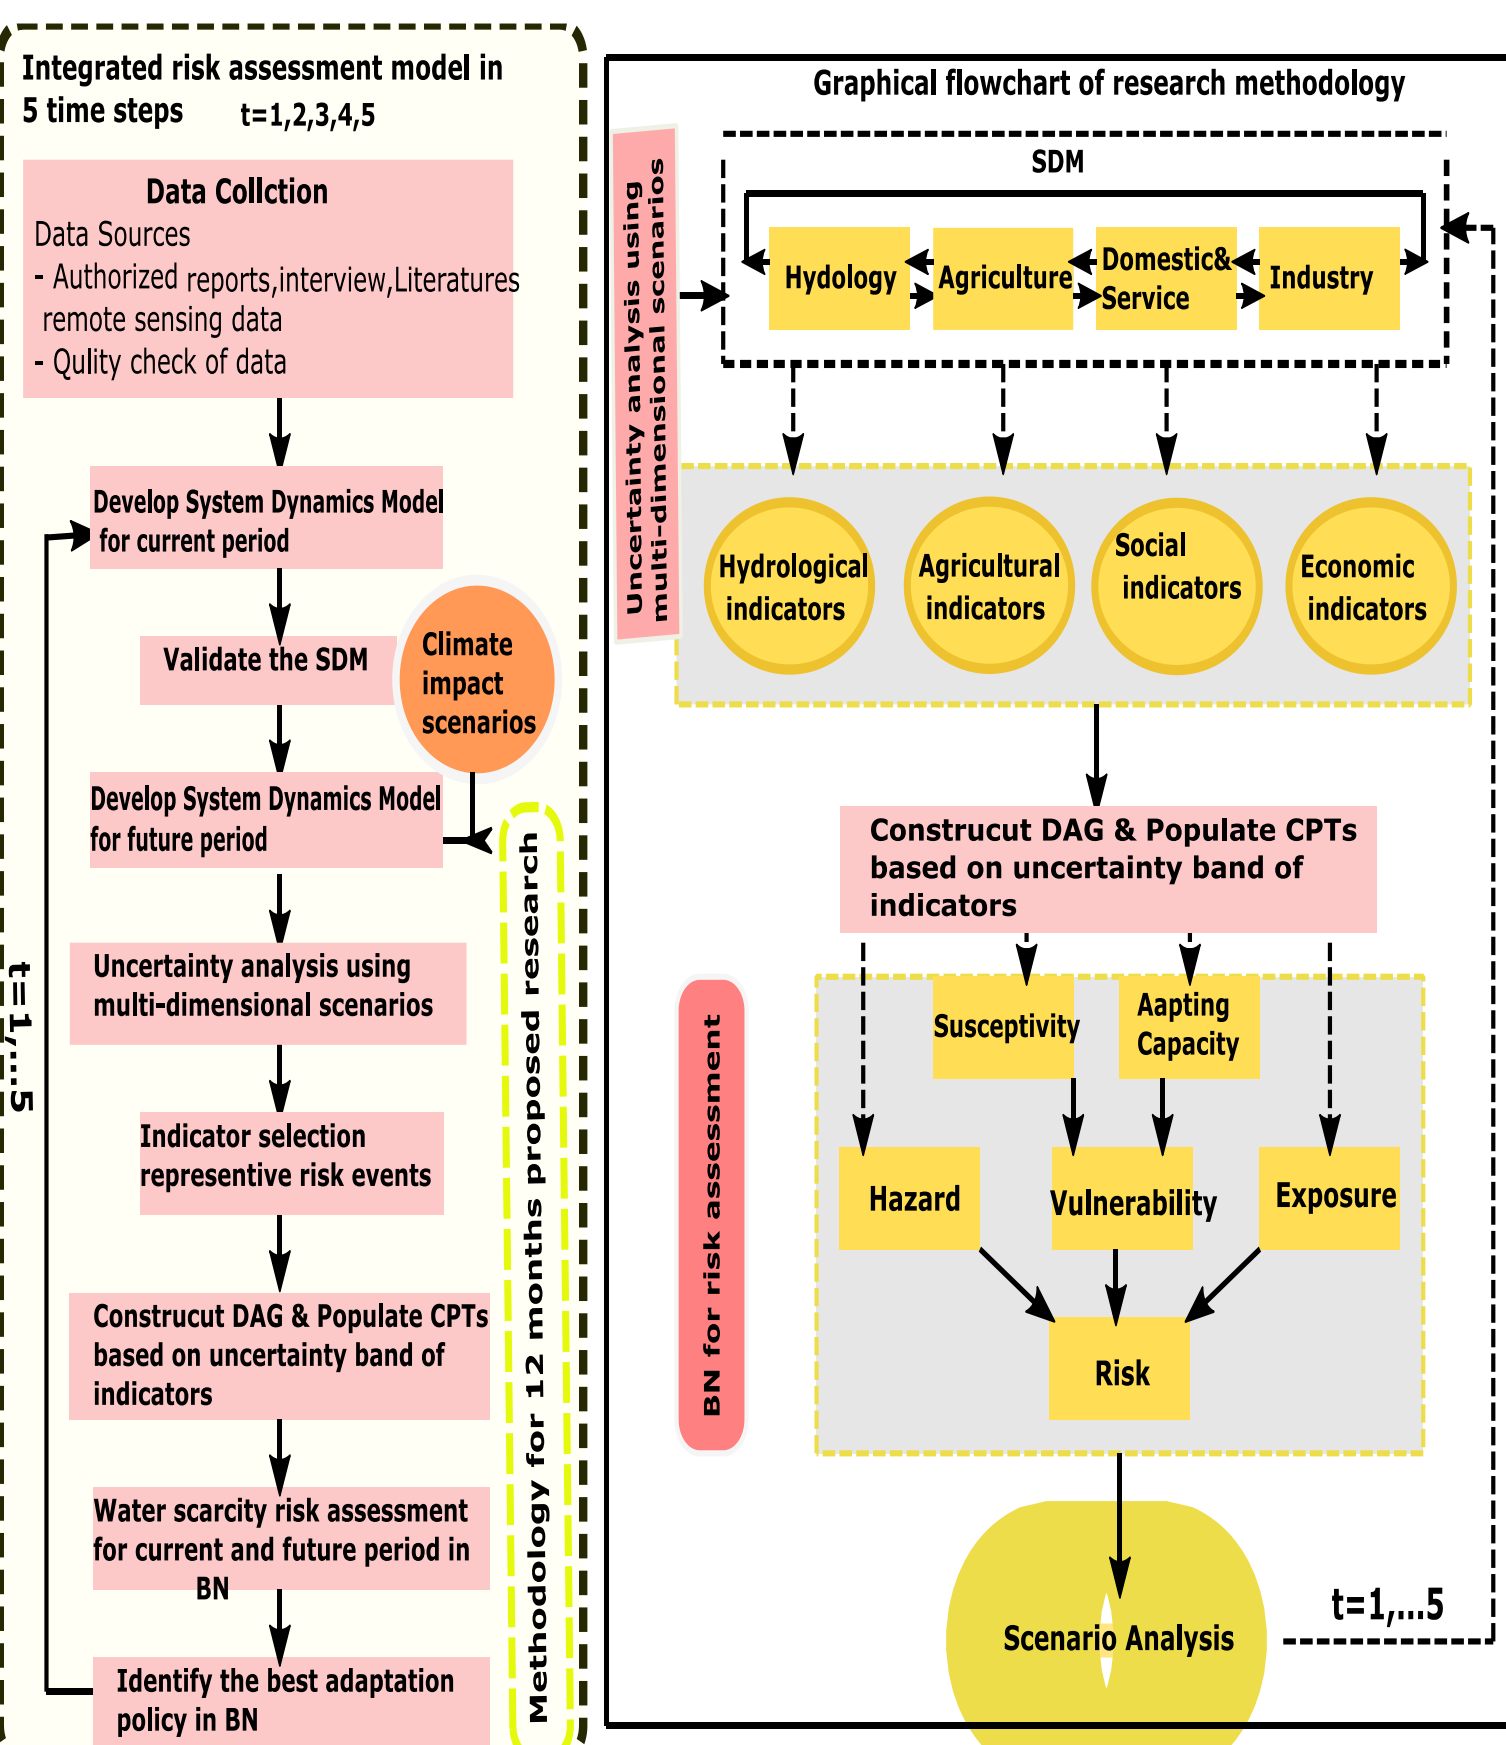 Integrated risk assessment model in
5 time steps t=1,2,3,4,5
Data Collction
Data Sources
- Authorized reports,interview,Literatures
remote sensing data
- Qulity check of data
Develop System Dynamics Model
for current period
Validate the SDM
Climate
impact
scenarios
Develop System Dynamics Model
for future period
Uncertainty analysis using
multi-dimensional scenarios
Indicator selection
representive risk events
Construcut DAG & Populate CPTs
based on uncertainty band of
indicators
Water scarcity risk assessment
for current and future period in
BN
Identify the best adaptation
policy in BN
t=1,...5
Methodology for 12 months proposed research
Graphical flowchart of research methodology
Uncertainty analysis using
multi-dimensional scenarios
SDM
Hydology
Agriculture
Domestic&
Service
Industry
Hydrological
indicators
Agricultural
indicators
Social
indicators
Economic
indicators
Construcut DAG & Populate CPTs
based on uncertainty band of
indicators
BN for risk assessment
Susceptivity
Aapting
Capacity
Hazard
Vulnerability
Exposure
Risk
Scenario Analysis
t=1,...5